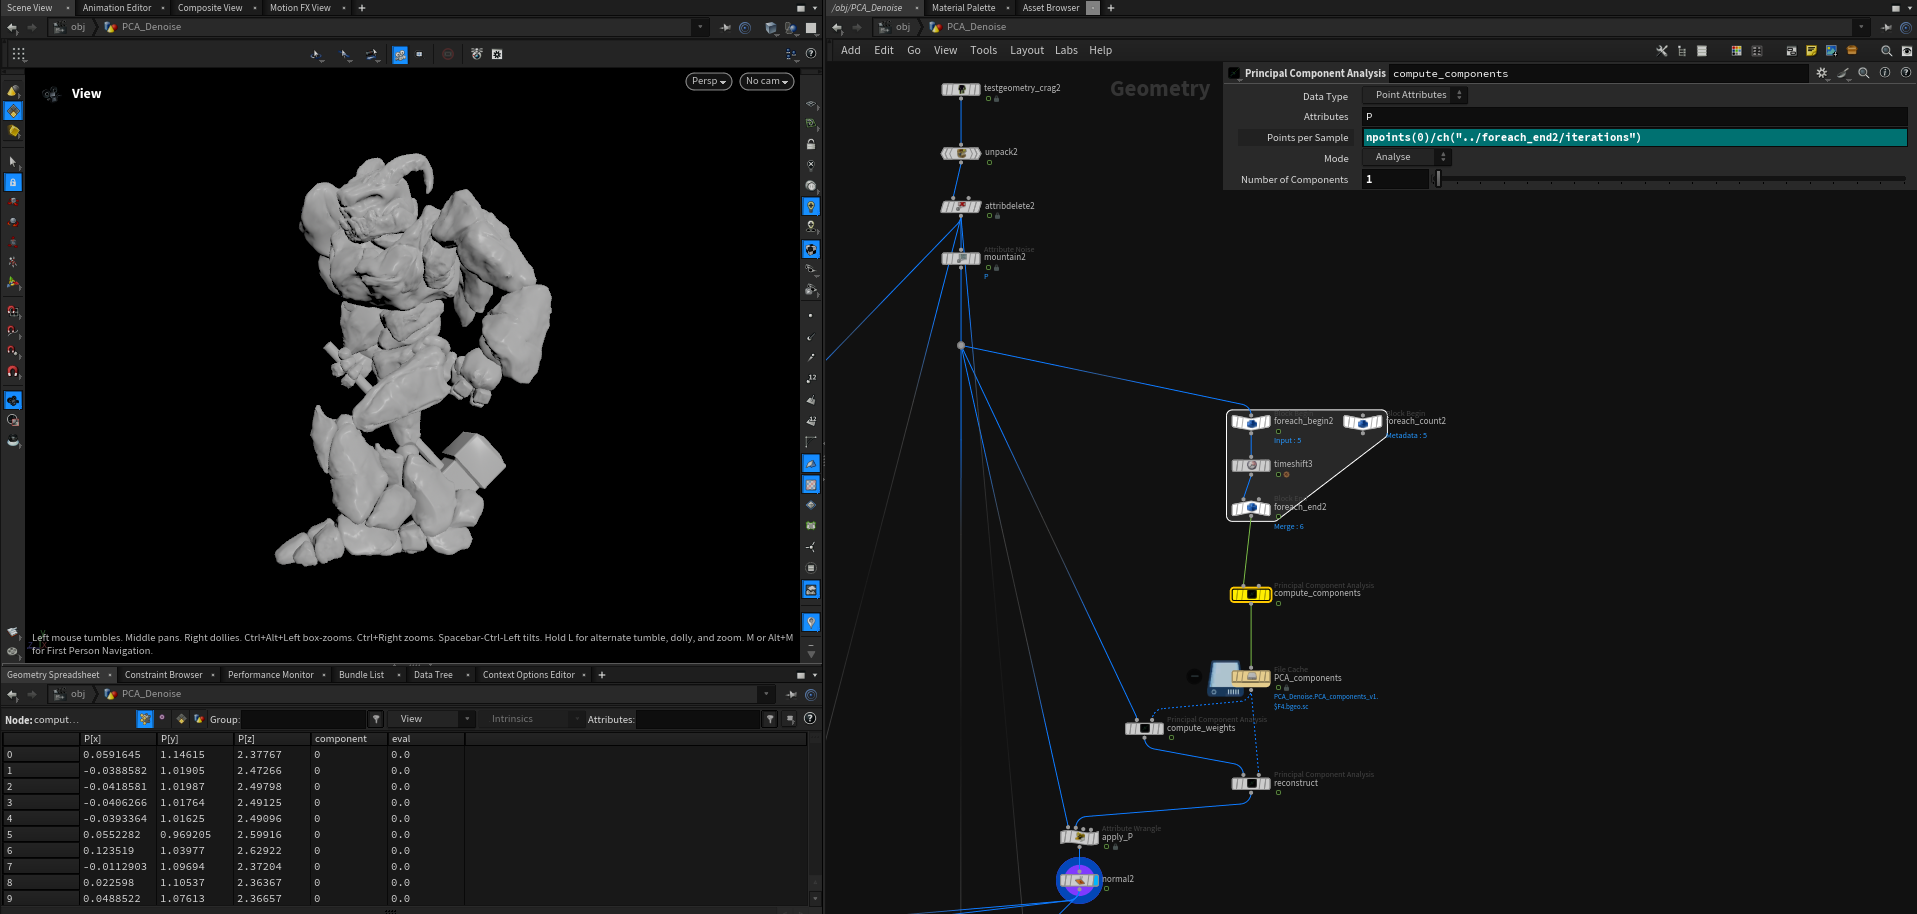 Scene View
Animation Editor
Composite View
Motion FX View
obj
PCA_Denoise
View
Persp
No cam
Left mouse tumbles. Middle pans. Right dollies. Ctrl+Alt+Left box-zooms. Ctrl+Right zooms. Spacebar-Ctrl-Left tilts. Hold L for alternate tumble, dolly, and zoom. M or Alt+M
for First Person Navigation.
Geometry Spreadsheet
Constraint Browser
Performance Monitor
Bundle List
Data Tree
Context Options Editor
obj
PCA_Denoise
Node: comput...
Group:
View
Intrinsics
Attributes:
P[x] P[y] P[z] component eval
0 0.0591645 1.14615 2.37767 0 0.0
1 -0.0388582 1.01905 2.47266 0 0.0
2 -0.0418581 1.01987 2.49798 0 0.0
3 -0.0406266 1.01764 2.49125 0 0.0
4 -0.0393364 1.01625 2.49096 0 0.0
5 0.0552282 0.969205 2.59916 0 0.0
6 0.123519 1.03977 2.62922 0 0.0
7 -0.0112903 1.09694 2.37204 0 0.0
8 0.022598 1.10537 2.36367 0 0.0
9 0.0488522 1.07613 2.36657 0 0.0
/obj/PCA_Denoise
Material Palette
Asset Browser
obj
PCA_Denoise
Add Edit Go View Tools Layout Labs Help
Geometry
Principal Component Analysis compute_components
Data Type Point Attributes
Attributes P
Points per Sample npoints(0)/ch("../foreach_end2/iterations")
Mode Analyse
Number of Components 1
testgeometry_crag2
unpack2
attribdelete2
Attribute Noise
mountain2
P
foreach_begin2
Input : 5
Block Begin
foreach_count2
Metadata : 5
timeshift3
Block End
foreach_end2
Merge : 6
Principal Component Analysis
compute_components
File Cache
PCA_components
PCA_Denoise.PCA_components_v1.
$F4.bgeo.sc
Principal Component Analysis
compute_weights
Principal Component Analysis
reconstruct
Attribute Wrangle
apply_P
normal2